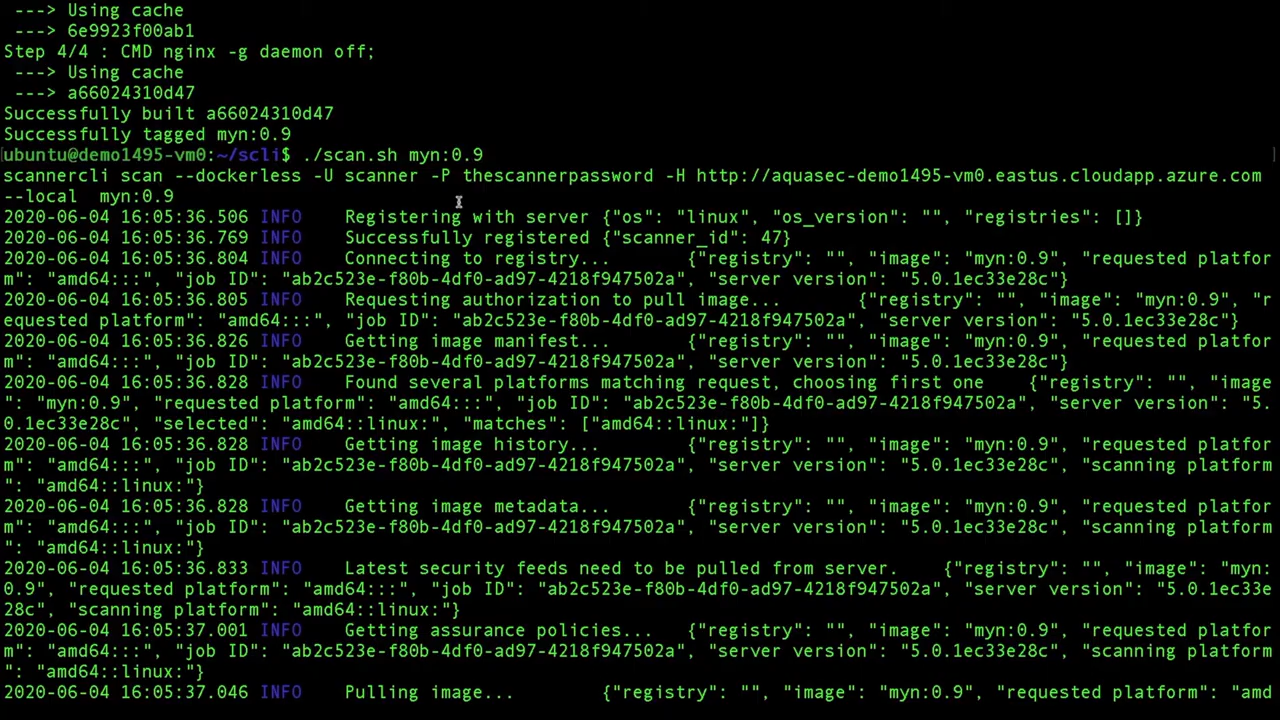 ---> Using cache
---> 6e9923f00ab1
Step 4/4 : CMD nginx -g daemon off;
---> Using cache
---> a66024310d47
Successfully built a66024310d47
Successfully tagged myn:0.9
ubuntu@demo1495-vm0:~/scli$ ./scan.sh myn:0.9
scannercli scan --dockerless -U scanner -P thescannerpassword -H http://aquasec-demo1495-vm0.eastus.cloudapp.azure.com
--local  myn:0.9
2020-06-04 16:05:36.506 INFO    Registering with server {"os": "linux", "os_version": "", "registries": []}
2020-06-04 16:05:36.769 INFO    Successfully registered {"scanner_id": 47}
2020-06-04 16:05:36.804 INFO    Connecting to registry...       {"registry": "", "image": "myn:0.9", "requested platfor
m": "amd64:::", "job ID": "ab2c523e-f80b-4df0-ad97-4218f947502a", "server version": "5.0.1ec33e28c"}
2020-06-04 16:05:36.805 INFO    Requesting authorization to pull image...       {"registry": "", "image": "myn:0.9", "r
equested platform": "amd64:::", "job ID": "ab2c523e-f80b-4df0-ad97-4218f947502a", "server version": "5.0.1ec33e28c"}
2020-06-04 16:05:36.826 INFO    Getting image manifest...       {"registry": "", "image": "myn:0.9", "requested platfor
m": "amd64:::", "job ID": "ab2c523e-f80b-4df0-ad97-4218f947502a", "server version": "5.0.1ec33e28c"}
2020-06-04 16:05:36.828 INFO    Found several platforms matching request, choosing first one    {"registry": "", "image
": "myn:0.9", "requested platform": "amd64:::", "job ID": "ab2c523e-f80b-4df0-ad97-4218f947502a", "server version": "5.
0.1ec33e28c", "selected": "amd64::linux:", "matches": ["amd64::linux:"]}
2020-06-04 16:05:36.828 INFO    Getting image history...        {"registry": "", "image": "myn:0.9", "requested platfor
m": "amd64:::", "job ID": "ab2c523e-f80b-4df0-ad97-4218f947502a", "server version": "5.0.1ec33e28c", "scanning platform
": "amd64::linux:"}
2020-06-04 16:05:36.828 INFO    Getting image metadata...       {"registry": "", "image": "myn:0.9", "requested platfor
m": "amd64:::", "job ID": "ab2c523e-f80b-4df0-ad97-4218f947502a", "server version": "5.0.1ec33e28c", "scanning platform
": "amd64::linux:"}
2020-06-04 16:05:36.833 INFO    Latest security feeds need to be pulled from server.    {"registry": "", "image": "myn:
0.9", "requested platform": "amd64:::", "job ID": "ab2c523e-f80b-4df0-ad97-4218f947502a", "server version": "5.0.1ec33e
28c", "scanning platform": "amd64::linux:"}
2020-06-04 16:05:37.001 INFO    Getting assurance policies...   {"registry": "", "image": "myn:0.9", "requested platfor
m": "amd64:::", "job ID": "ab2c523e-f80b-4df0-ad97-4218f947502a", "server version": "5.0.1ec33e28c", "scanning platform
": "amd64::linux:"}
2020-06-04 16:05:37.046 INFO    Pulling image...        {"registry": "", "image": "myn:0.9", "requested platform": "amd